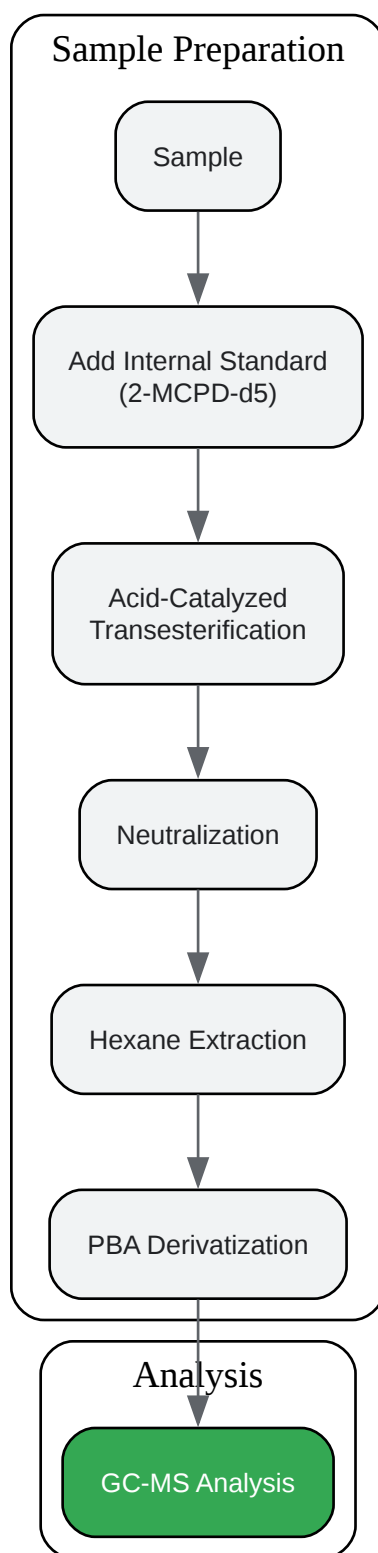 Sample Preparation
Sample
Add Internal Standard
(2-MCPD-d5)
Acid-Catalyzed
Transesterification
Neutralization
Hexane Extraction
PBA Derivatization
Analysis
GC-MS Analysis